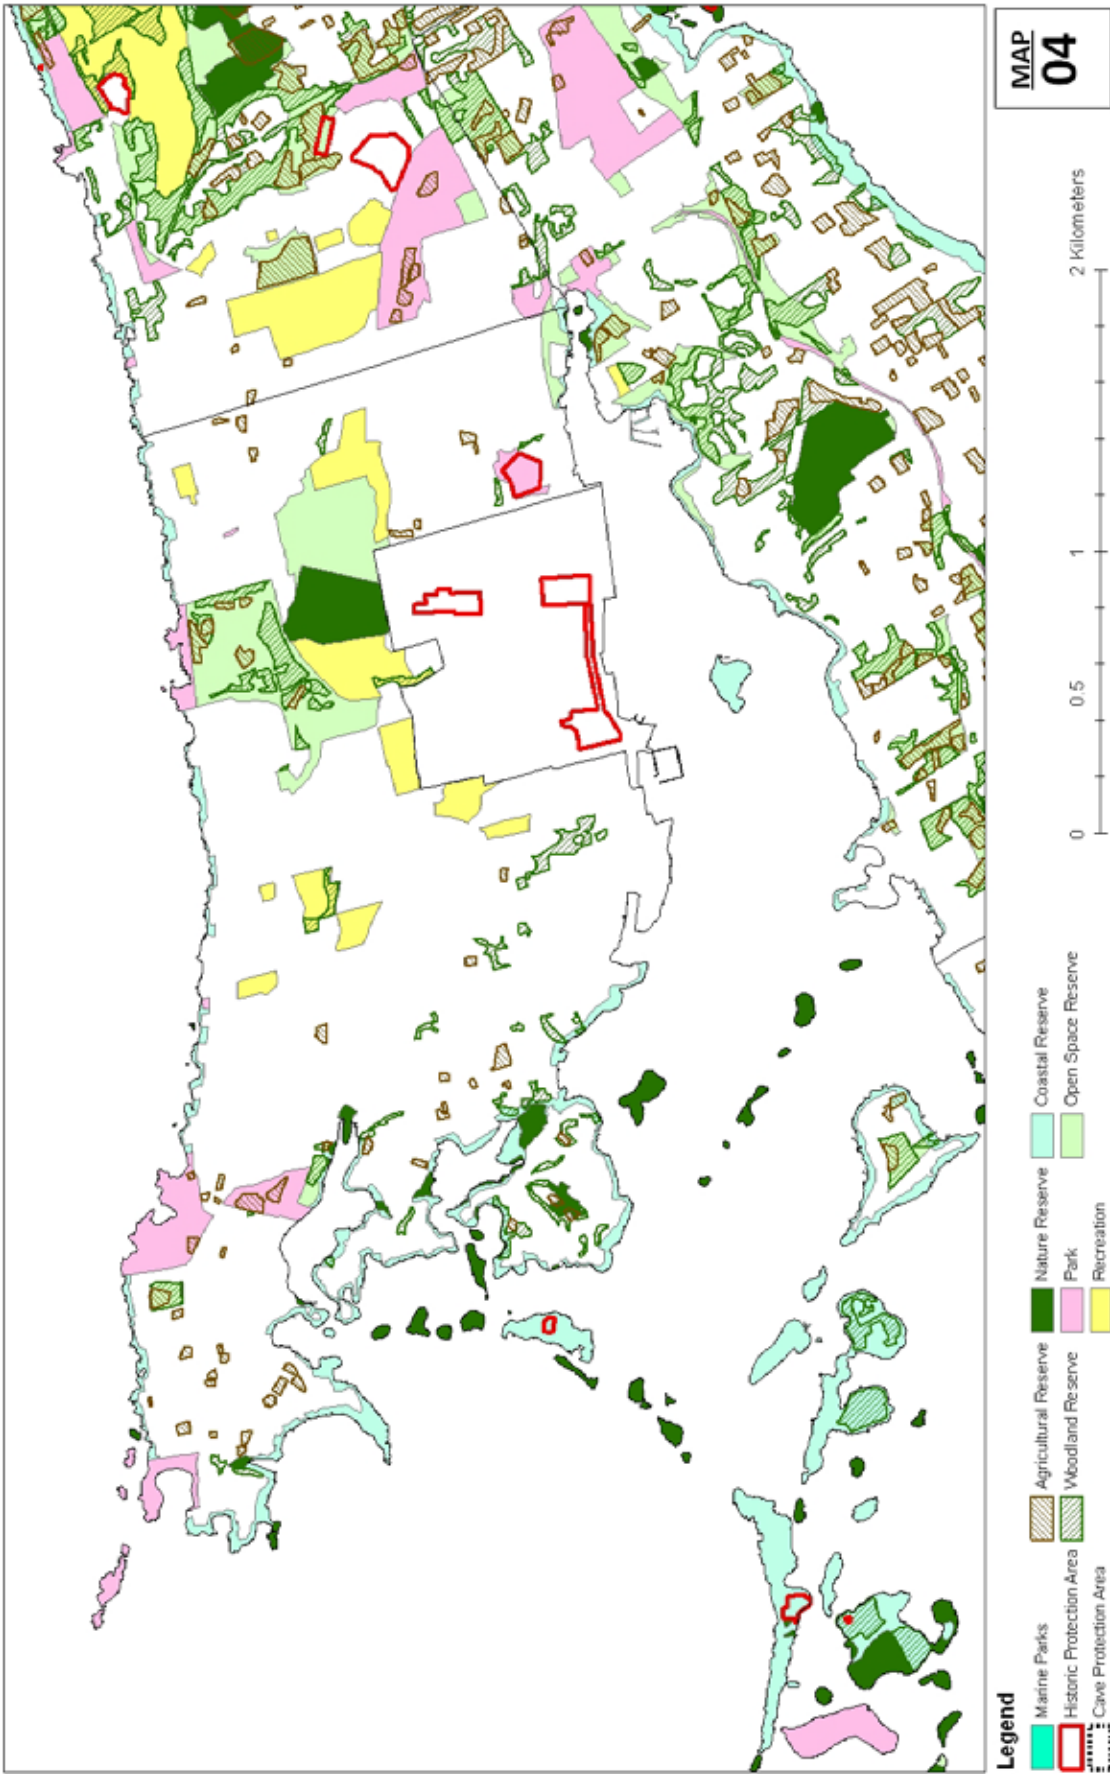 MAP
04
Legend
Marine Parks
Historic Protection Area
Cave Protection Area
Agricultural Reserve
Woodland Reserve
Nature Reserve
Park
Recreation
Coastal Reserve
Open Space Reserve
0 0.5 1 2 Kilometers